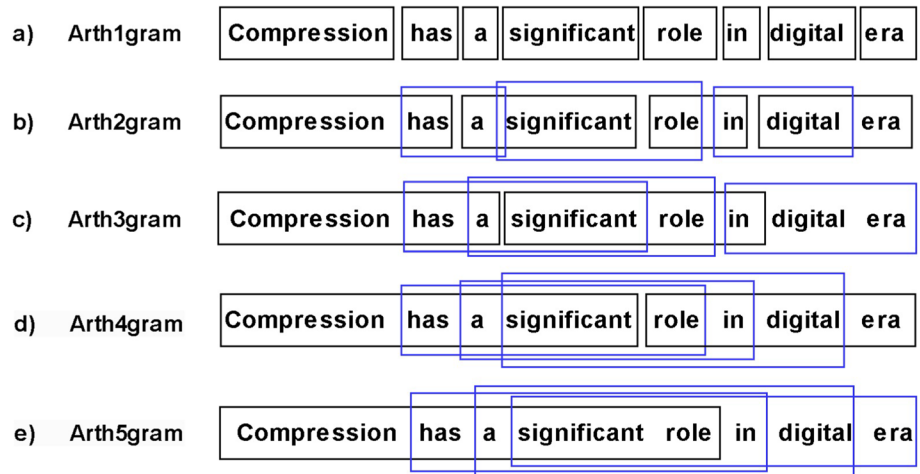 a) Arth1gram Compression has a significant role in digital era
b) Arth2gram Compression has a significant role in digital era
c) Arth3gram Compression has a significant role in digital era
d) Arth4gram Compression has a significant role in digital era
e) Arth5gram Compression has a significant role in digital era